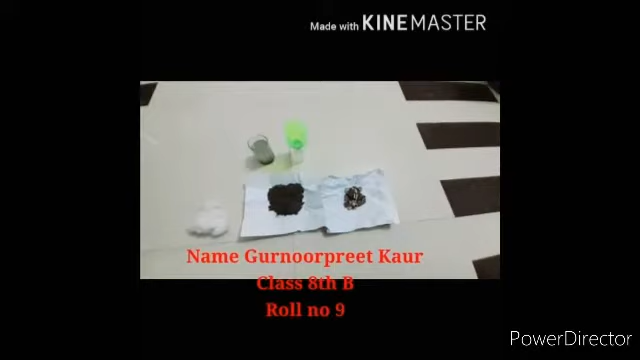 Made with KINEMASTER
Name Gurnoorpreet Kaur
Class 8th B
Roll no 9
PowerDirector